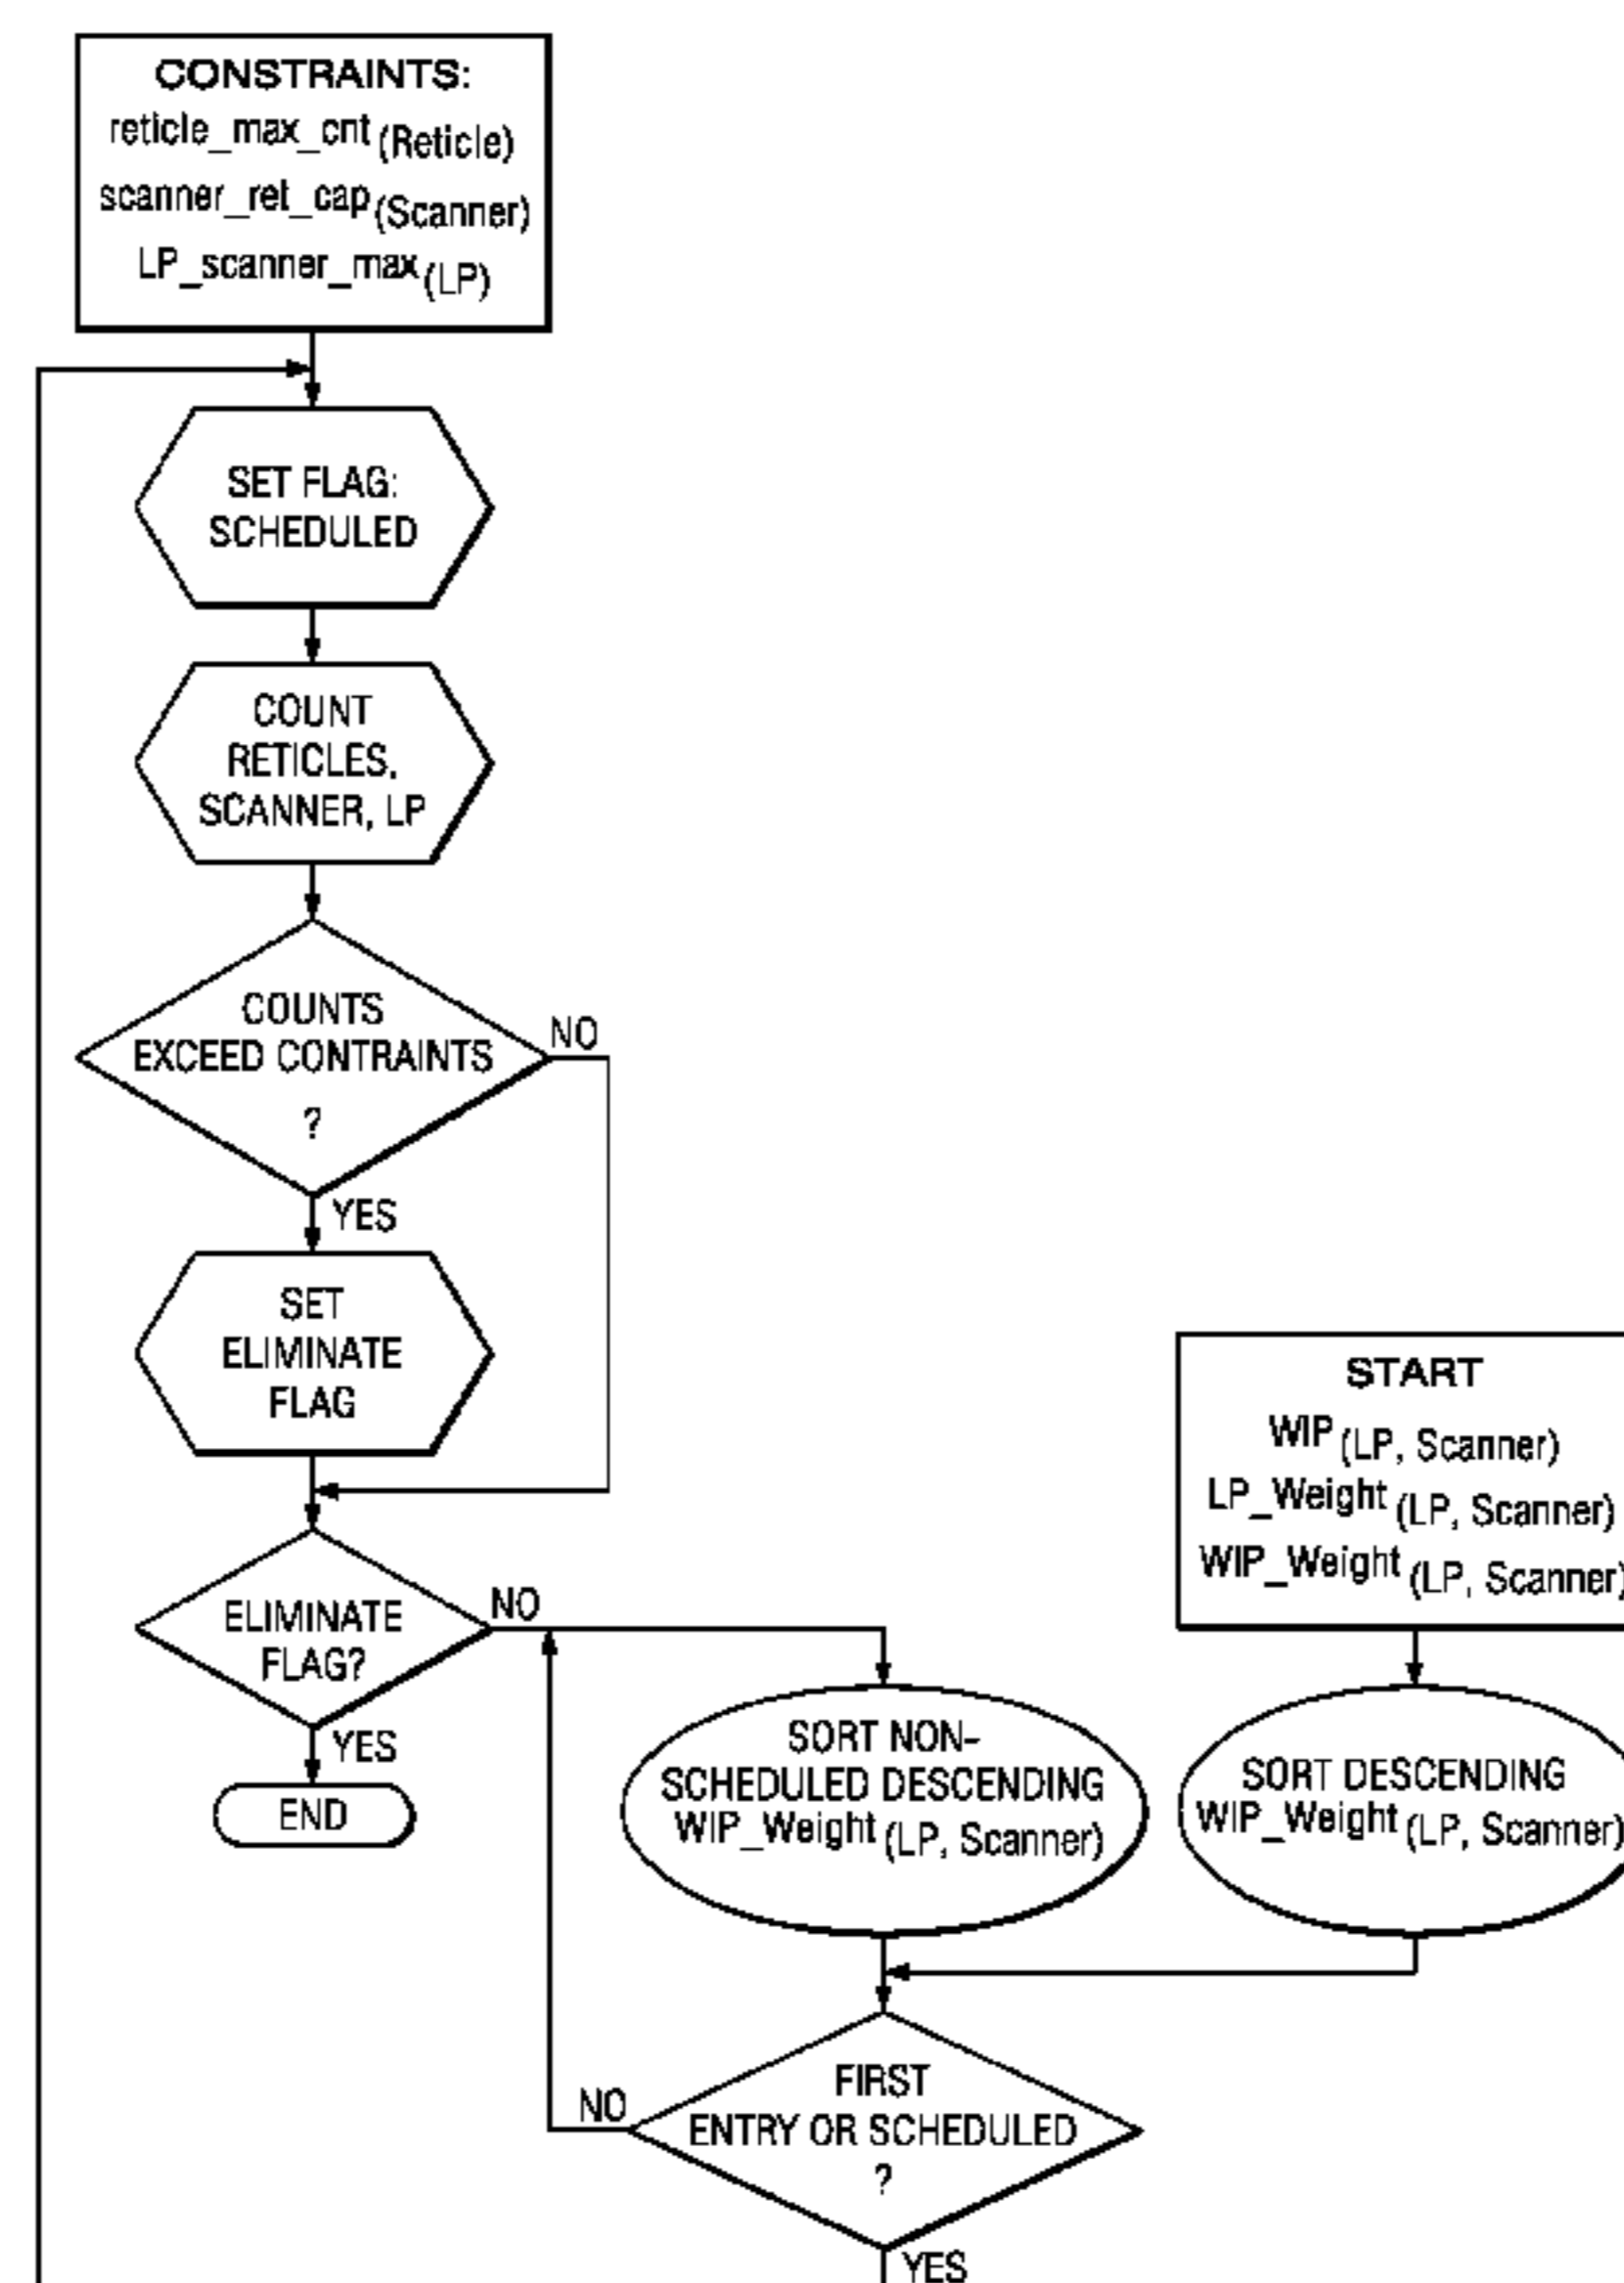 CONSTRAINTS:
reticle_max_cnt (Reticle)
scanner_ret_cap (Scanner)
LP_scanner_max (LP)
SET FLAG:
SCHEDULED
COUNT
RETICLES,
SCANNER, LP
COUNTS
EXCEED CONTRAINTS
?
NO
YES
SET
ELIMINATE
FLAG
ELIMINATE
FLAG?
NO
YES
END
START
WIP (LP, Scanner)
LP_Weight (LP, Scanner)
WIP_Weight (LP, Scanner)
SORT NON-
SCHEDULED DESCENDING
WIP_Weight (LP, Scanner)
SORT DESCENDING
WIP_Weight (LP, Scanner)
FIRST
ENTRY OR SCHEDULED
?
NO
YES